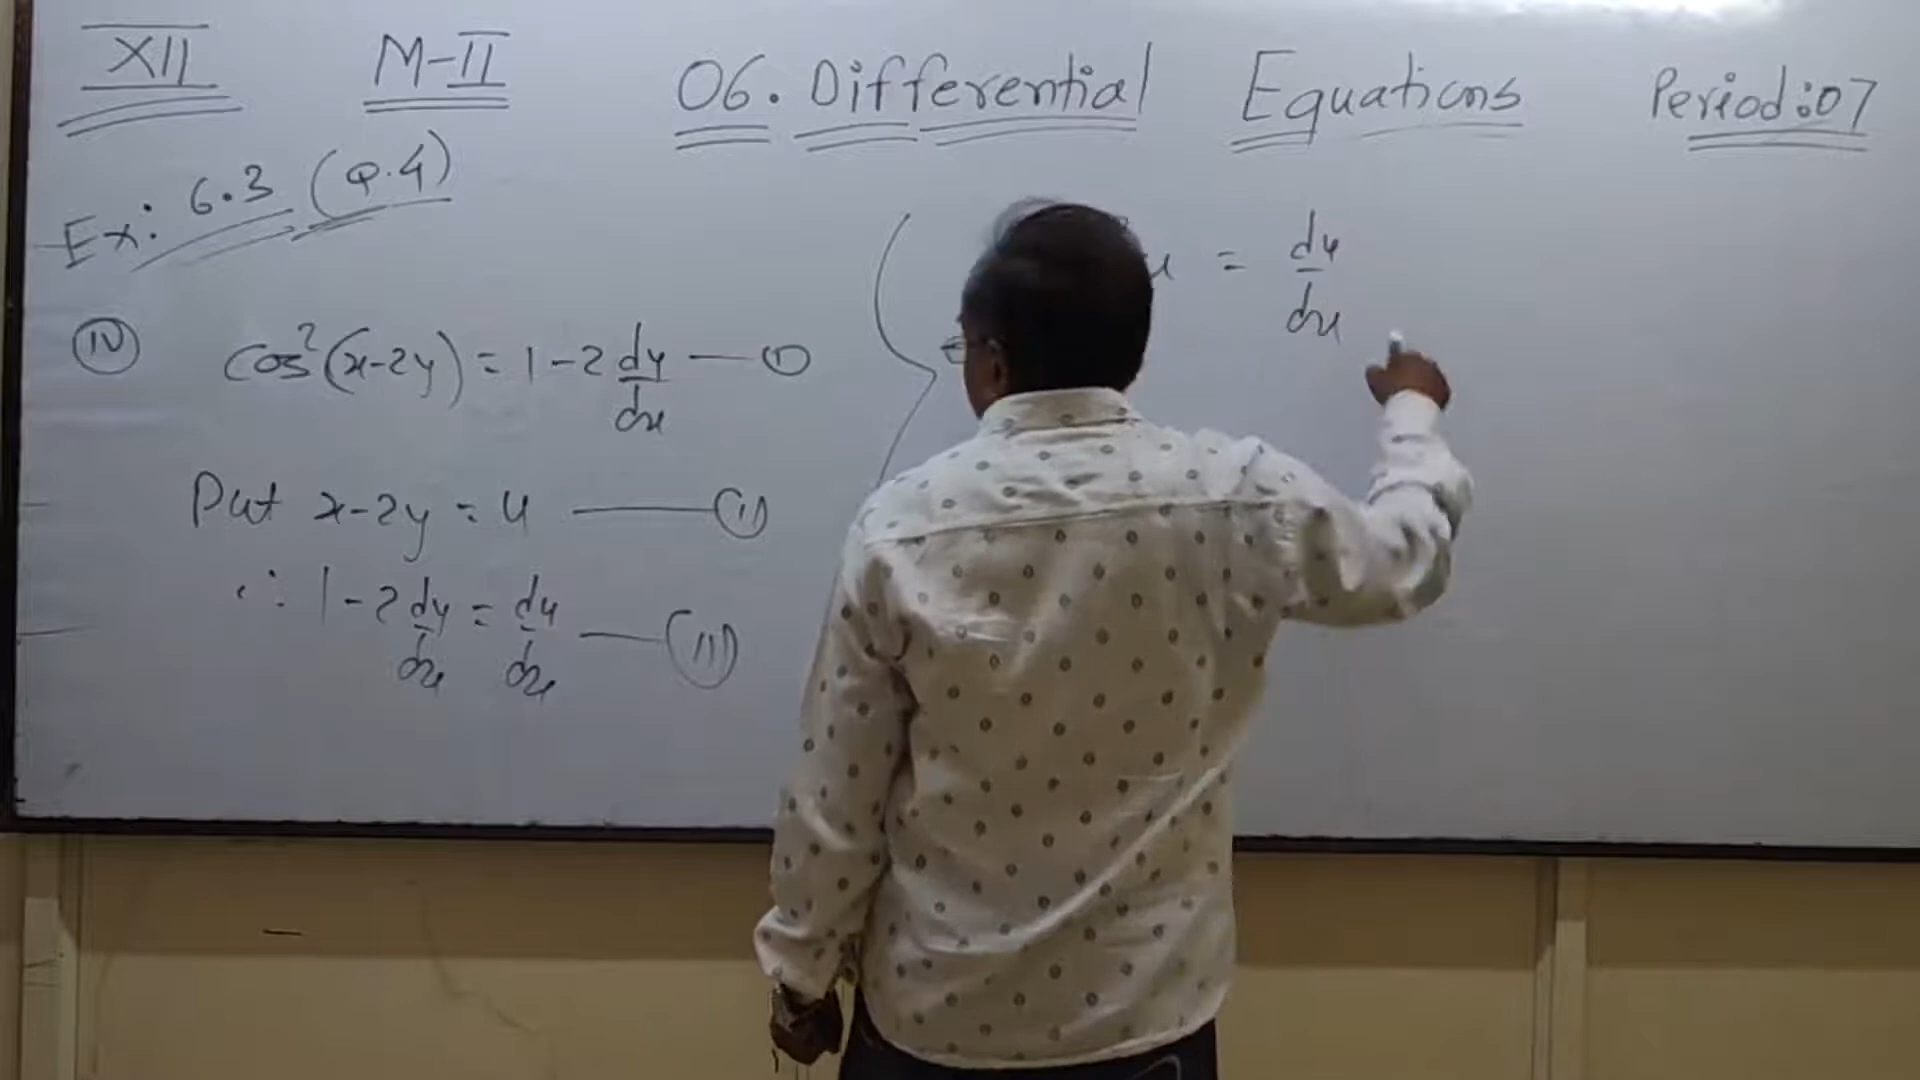 XII M-II 06. Differential Equations Period:07
Ex: 6.3 (Q.4)
(IV) cos²(x-2y) = 1-2 dy/dx — (I)
Put x-2y = u — (II)
∴ 1-2 dy/dx = du/dx — (III)
u = du/dx